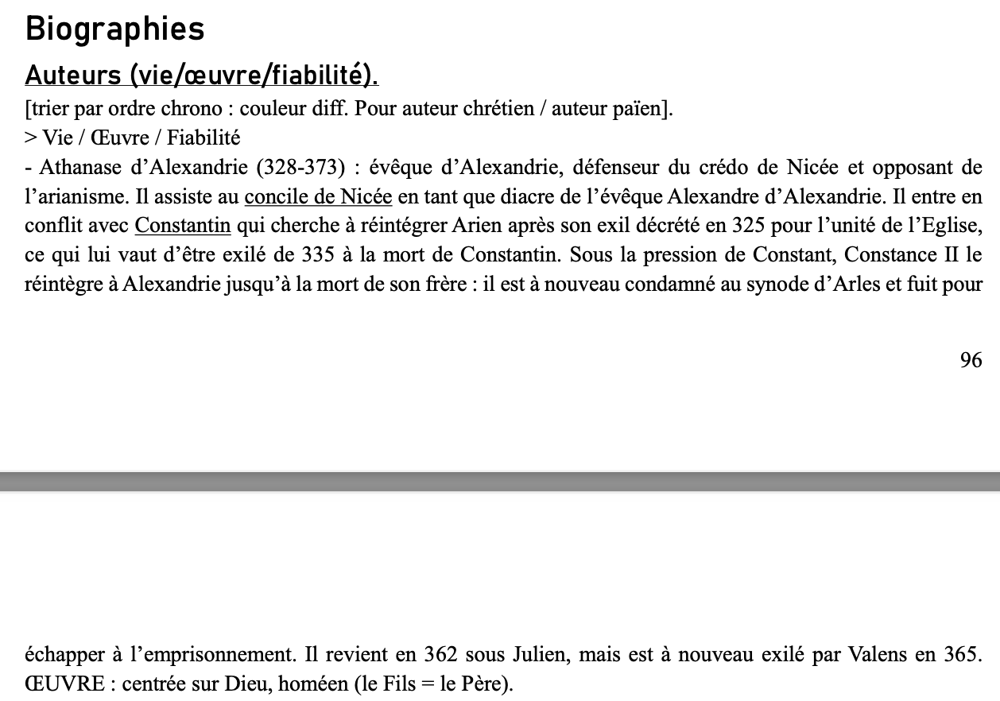 Biographies
Auteurs (vie/œuvre/fiabilité).
[trier par ordre chrono : couleur diff. Pour auteur chrétien / auteur païen].
> Vie / Œuvre / Fiabilité
- Athanase d’Alexandrie (328-373) : évêque d’Alexandrie, défenseur du crédo de Nicée et opposant de
l’arianisme. Il assiste au concile de Nicée en tant que diacre de l’évêque Alexandre d’Alexandrie. Il entre en
conflit avec Constantin qui cherche à réintégrer Arien après son exil décrété en 325 pour l’unité de l’Eglise,
ce qui lui vaut d’être exilé de 335 à la mort de Constantin. Sous la pression de Constant, Constance II le
réintègre à Alexandrie jusqu’à la mort de son frère : il est à nouveau condamné au synode d’Arles et fuit pour
96
échapper à l’emprisonnement. Il revient en 362 sous Julien, mais est à nouveau exilé par Valens en 365.
ŒUVRE : centrée sur Dieu, homéen (le Fils = le Père).